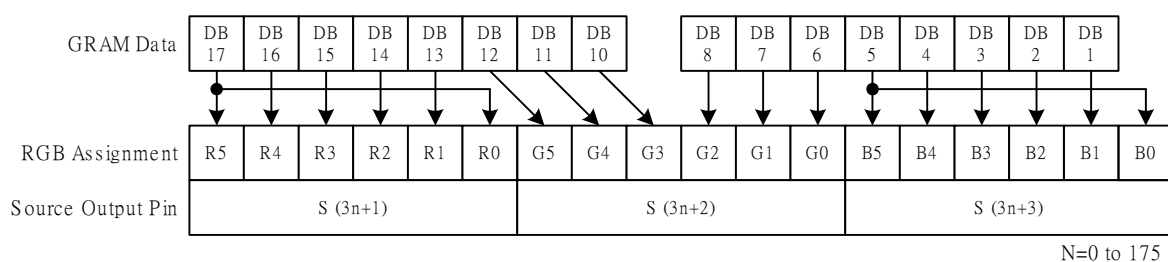 GRAM Data DB 17 DB 16 DB 15 DB 14 DB 13 DB 12 DB 11 DB 10 DB 8 DB 7 DB 6 DB 5 DB 4 DB 3 DB 2 DB 1
RGB Assignment R5 R4 R3 R2 R1 R0 G5 G4 G3 G2 G1 G0 B5 B4 B3 B2 B1 B0
Source Output Pin S (3n+1) S (3n+2) S (3n+3)
N=0 to 175